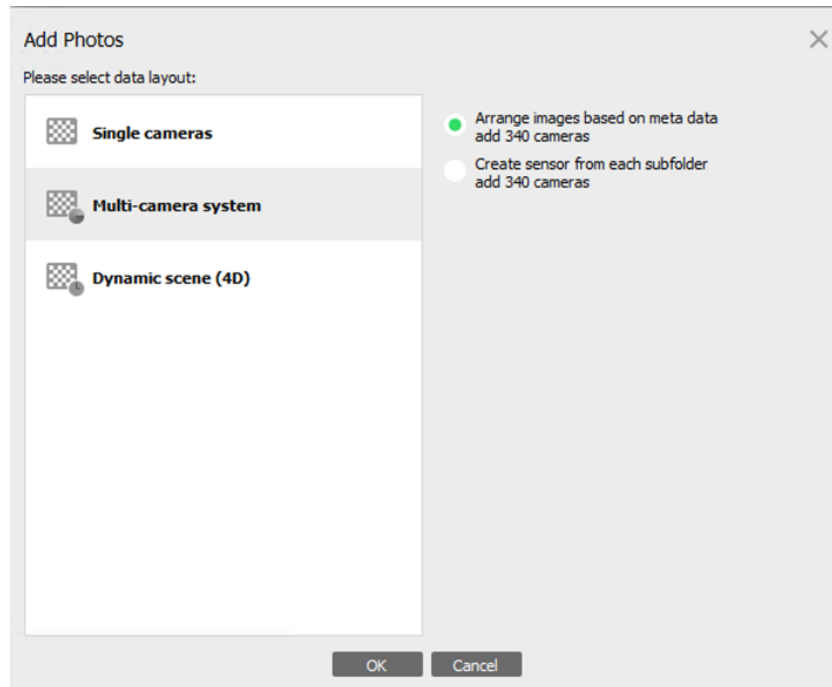 Add Photos
Please select data layout:
Single cameras
Multi-camera system
Dynamic scene (4D)
Arrange images based on meta data
add 340 cameras
Create sensor from each subfolder
add 340 cameras
OK
Cancel